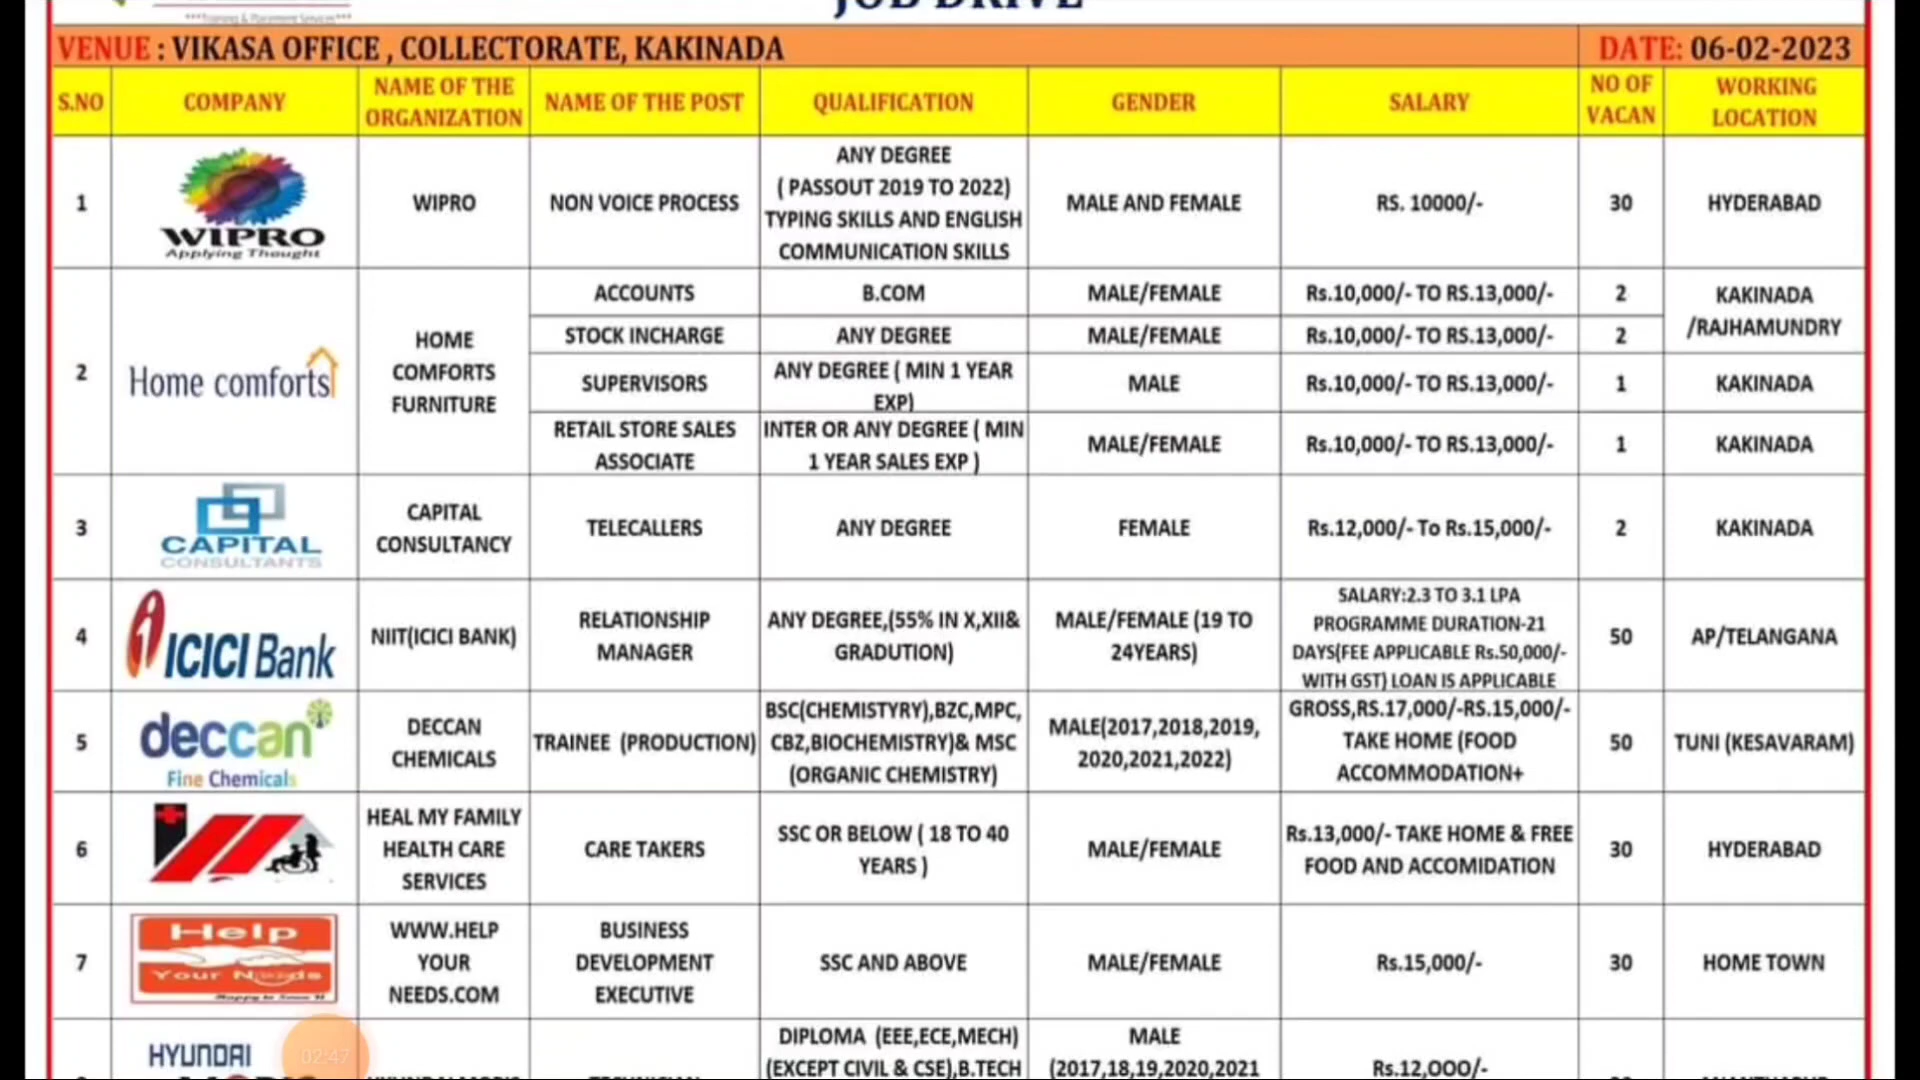 ***Training & Placement Services***
JOB DRIVE
VENUE : VIKASA OFFICE , COLLECTORATE, KAKINADA
DATE: 06-02-2023
S.NO
COMPANY
NAME OF THE
ORGANIZATION
NAME OF THE POST
QUALIFICATION
GENDER
SALARY
NO OF
VACAN
WORKING
LOCATION
1
WIPRO
Applying Thought
WIPRO
NON VOICE PROCESS
ANY DEGREE
( PASSOUT 2019 TO 2022)
TYPING SKILLS AND ENGLISH
COMMUNICATION SKILLS
MALE AND FEMALE
RS. 10000/-
30
HYDERABAD
2
Home comforts
HOME
COMFORTS
FURNITURE
ACCOUNTS
B.COM
MALE/FEMALE
Rs.10,000/- TO RS.13,000/-
2
KAKINADA
/RAJHAMUNDRY
STOCK INCHARGE
ANY DEGREE
MALE/FEMALE
Rs.10,000/- TO RS.13,000/-
2
SUPERVISORS
ANY DEGREE ( MIN 1 YEAR
EXP)
MALE
Rs.10,000/- TO RS.13,000/-
1
KAKINADA
RETAIL STORE SALES
ASSOCIATE
INTER OR ANY DEGREE ( MIN
1 YEAR SALES EXP )
MALE/FEMALE
Rs.10,000/- TO RS.13,000/-
1
KAKINADA
3
CAPITAL
CONSULTANTS
CAPITAL
CONSULTANCY
TELECALLERS
ANY DEGREE
FEMALE
Rs.12,000/- To Rs.15,000/-
2
KAKINADA
4
ICICI Bank
NIIT(ICICI BANK)
RELATIONSHIP
MANAGER
ANY DEGREE,(55% IN X,XII&
GRADUTION)
MALE/FEMALE (19 TO
24YEARS)
SALARY:2.3 TO 3.1 LPA
PROGRAMME DURATION-21
DAYS(FEE APPLICABLE Rs.50,000/-
WITH GST) LOAN IS APPLICABLE
50
AP/TELANGANA
5
deccan
Fine Chemicals
DECCAN
CHEMICALS
TRAINEE (PRODUCTION)
BSC(CHEMISTYRY),BZC,MPC,
CBZ,BIOCHEMISTRY)& MSC
(ORGANIC CHEMISTRY)
MALE(2017,2018,2019,
2020,2021,2022)
GROSS,RS.17,000/-RS.15,000/-
TAKE HOME (FOOD
ACCOMMODATION+
50
TUNI (KESAVARAM)
6
HEAL MY FAMILY
HEALTH CARE
SERVICES
CARE TAKERS
SSC OR BELOW ( 18 TO 40
YEARS )
MALE/FEMALE
Rs.13,000/- TAKE HOME & FREE
FOOD AND ACCOMIDATION
30
HYDERABAD
7
Help
Your Needs
WWW.HELP
YOUR
NEEDS.COM
BUSINESS
DEVELOPMENT
EXECUTIVE
SSC AND ABOVE
MALE/FEMALE
Rs.15,000/-
30
HOME TOWN
HYUNDAI
02:47
DIPLOMA (EEE,ECE,MECH)
(EXCEPT CIVIL & CSE),B.TECH
MALE
(2017,18,19,2020,2021
Rs.12,000/-